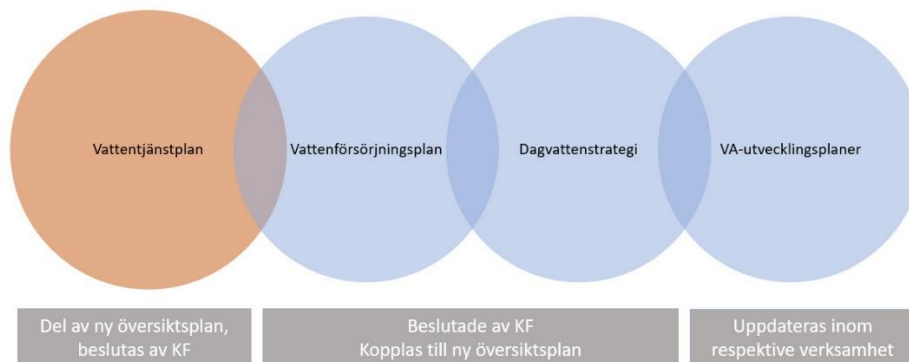 Vattentjänstplan
Vattenförsörjningsplan
Dagvattenstrategi
VA-utvecklingsplaner
Del av ny översiktsplan,
beslutas av KF
Beslutade av KF
Kopplas till ny översiktsplan
Uppdateras inom
respektive verksamhet